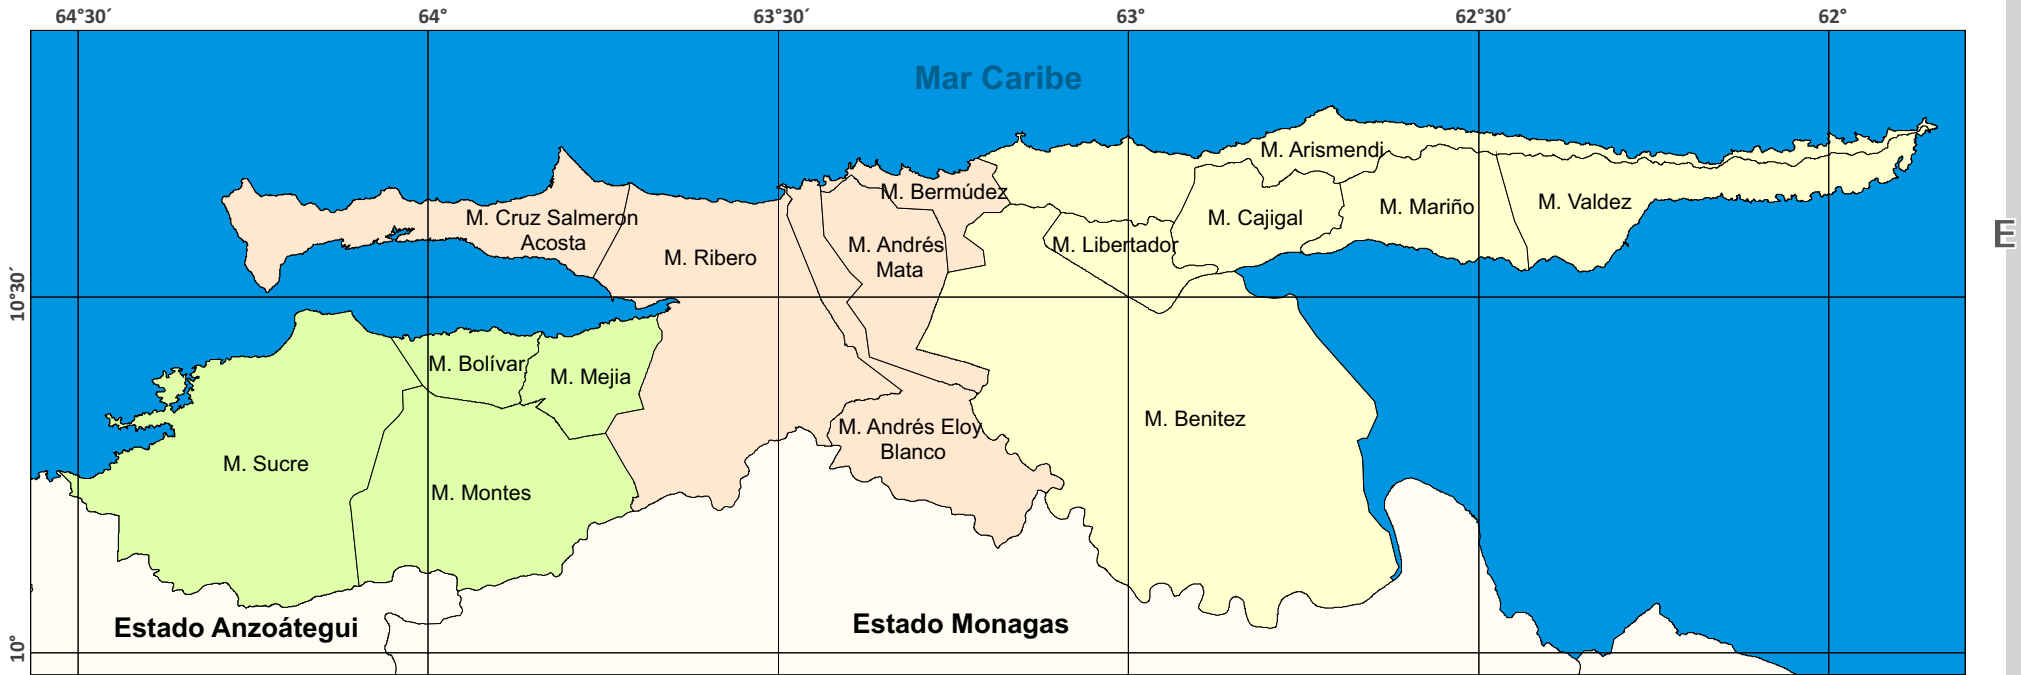 64°30´ 64° 63°30´ 63° 62°30´ 62°
Mar Caribe
M. Arismendi
M. Bermúdez
M. Valdez
M. Mariño
M. Cruz Salmeron
Acosta
M. Cajigal
M. Andrés
Mata
M. Libertador
E
M. Ribero
10°30´
M. Bolívar
M. Mejia
M. Benitez
M. Andrés Eloy
Blanco
M. Sucre
M. Montes
Estado Anzoátegui
Estado Monagas
10°